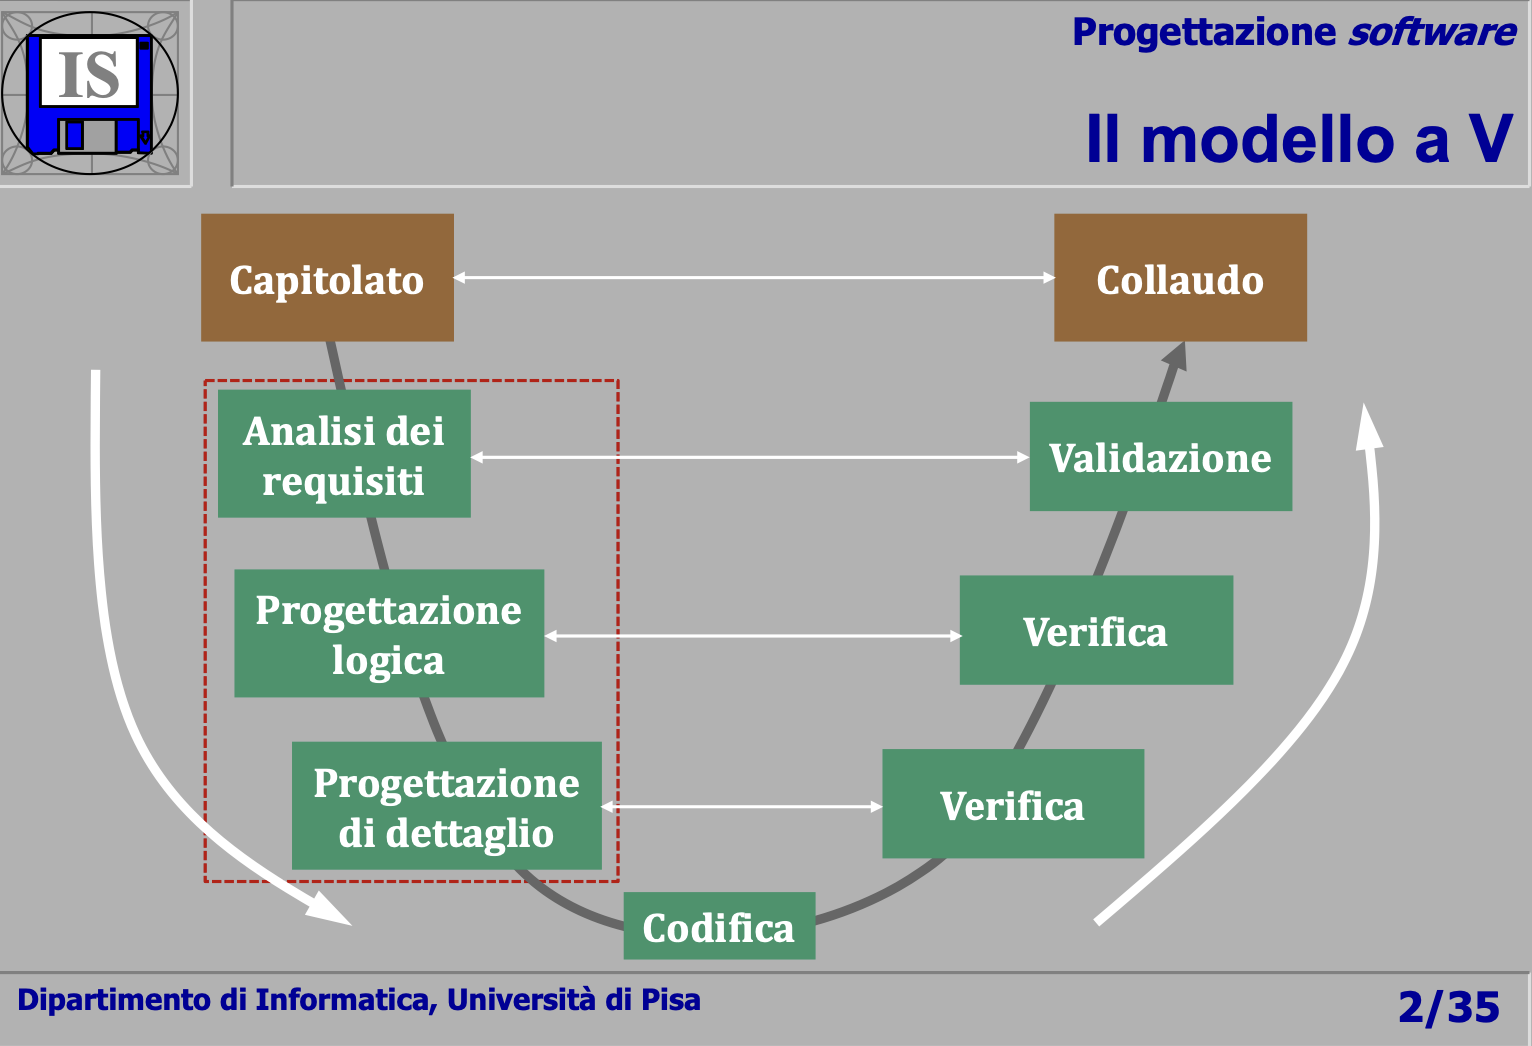 IS
Progettazione software
Il modello a V
Capitolato
Collaudo
Analisi dei
requisiti
Validazione
Progettazione
logica
Verifica
Progettazione
di dettaglio
Verifica
Codifica
Dipartimento di Informatica, Università di Pisa
2/35